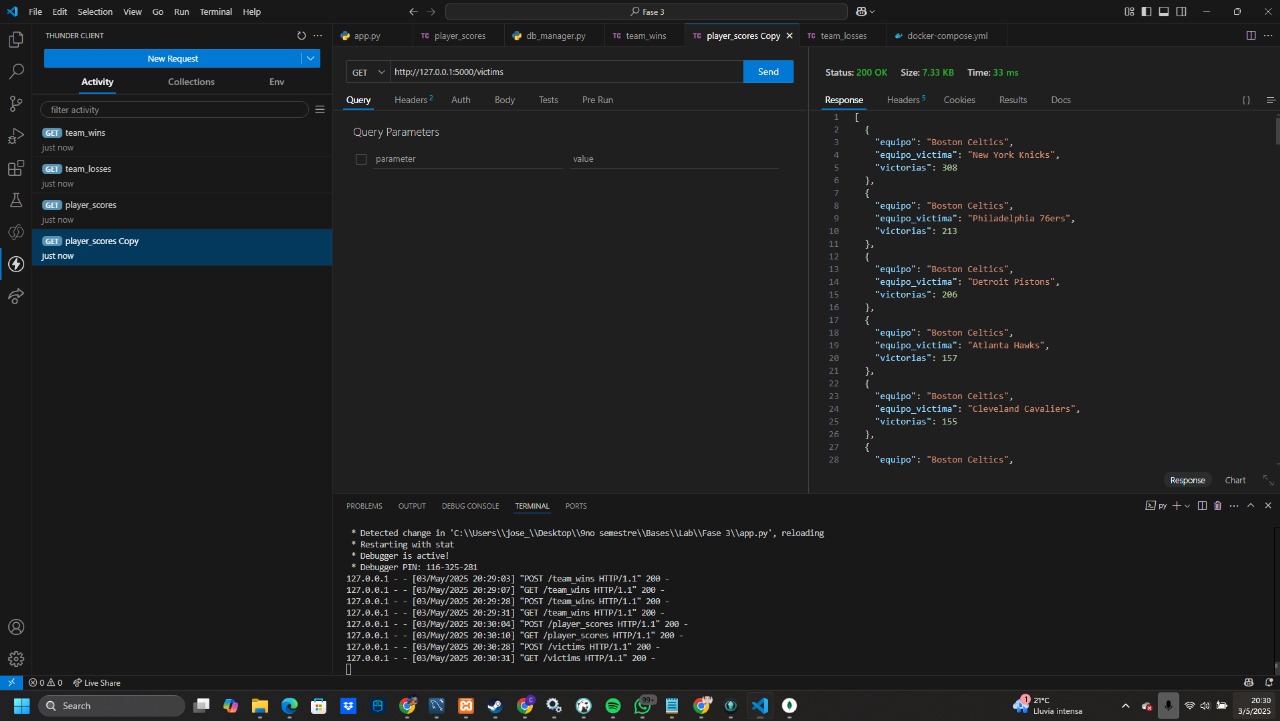 File Edit Selection View Go Run Terminal Help
Fase 3
THUNDER CLIENT
New Request
Activity Collections Env
filter activity
GET team_wins
just now
GET team_losses
just now
GET player_scores
just now
GET player_scores Copy
just now
app.py player_scores db_manager.py team_wins player_scores Copy team_losses docker-compose.yml
TC TC TC TC
GET http://127.0.0.1:5000/victims Send
Query Headers 2 Auth Body Tests Pre Run
Query Parameters
parameter value
Status: 200 OK Size: 7.33 KB Time: 33 ms
Response Headers 5 Cookies Results Docs {}
1 [
2 {
3 "equipo": "Boston Celtics",
4 "equipo_victima": "New York Knicks",
5 "victorias": 308
6 },
7 {
8 "equipo": "Boston Celtics",
9 "equipo_victima": "Philadelphia 76ers",
10 "victorias": 213
11 },
12 {
13 "equipo": "Boston Celtics",
14 "equipo_victima": "Detroit Pistons",
15 "victorias": 206
16 },
17 {
18 "equipo": "Boston Celtics",
19 "equipo_victima": "Atlanta Hawks",
20 "victorias": 157
21 },
22 {
23 "equipo": "Boston Celtics",
24 "equipo_victima": "Cleveland Cavaliers",
25 "victorias": 155
26 },
27 {
28 "equipo": "Boston Celtics",
Response Chart
PROBLEMS OUTPUT DEBUG CONSOLE TERMINAL PORTS
py
* Detected change in 'C:\\Users\\jose_\\Desktop\\9no semestre\\Bases\\Lab\\Fase 3\\app.py', reloading
* Restarting with stat
* Debugger is active!
* Debugger PIN: 116-325-281
127.0.0.1 - - [03/May/2025 20:29:03] "POST /team_wins HTTP/1.1" 200 -
127.0.0.1 - - [03/May/2025 20:29:07] "GET /team_wins HTTP/1.1" 200 -
127.0.0.1 - - [03/May/2025 20:29:28] "POST /team_wins HTTP/1.1" 200 -
127.0.0.1 - - [03/May/2025 20:29:31] "GET /team_wins HTTP/1.1" 200 -
127.0.0.1 - - [03/May/2025 20:30:04] "POST /player_scores HTTP/1.1" 200 -
127.0.0.1 - - [03/May/2025 20:30:10] "GET /player_scores HTTP/1.1" 200 -
127.0.0.1 - - [03/May/2025 20:30:28] "POST /victims HTTP/1.1" 200 -
127.0.0.1 - - [03/May/2025 20:30:31] "GET /victims HTTP/1.1" 200 -
0 0 0 Live Share
Search
99+
1
21°C
Lluvia intensa
20:30
3/5/2025